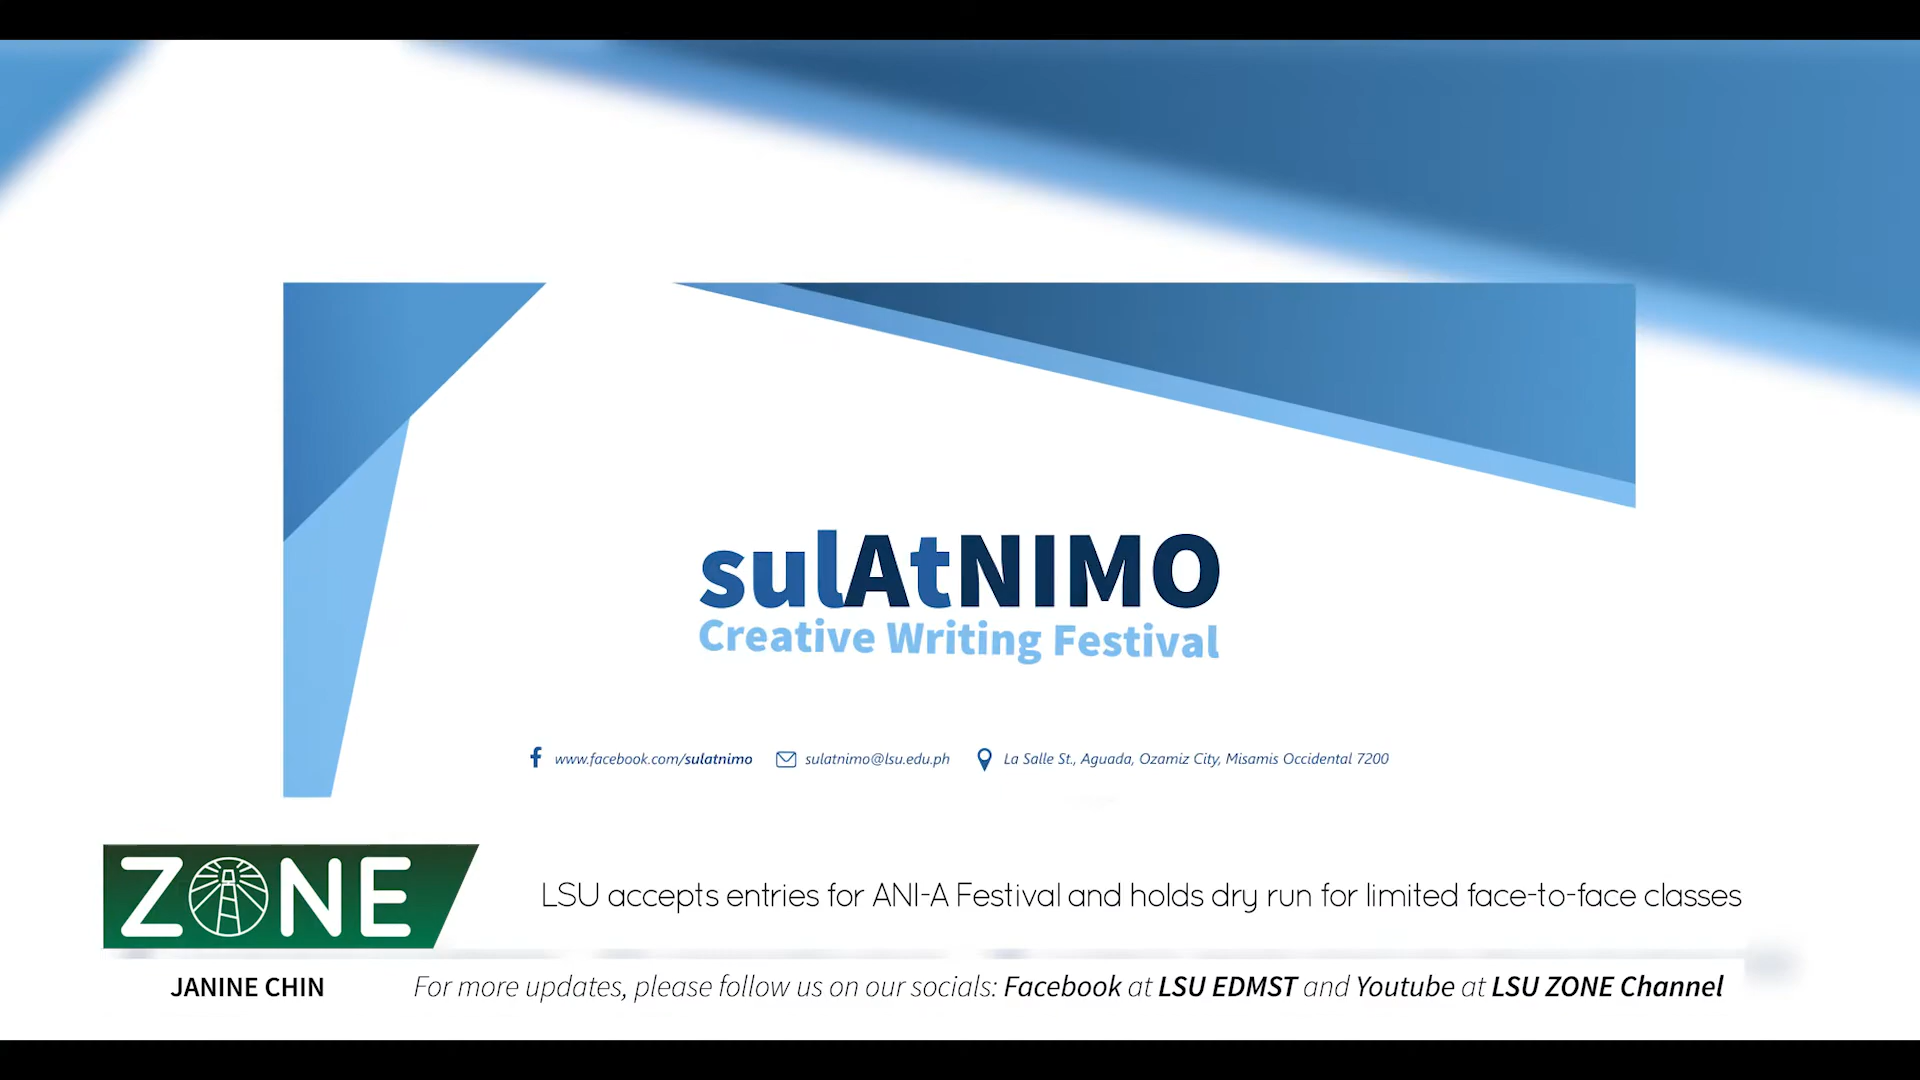 sulAtNIMO
Creative Writing Festival
www.facebook.com/sulatnimo sulatnimo@lsu.edu.ph La Salle St., Aguada, Ozamiz City, Misamis Occidental 7200
ZONE
LSU accepts entries for ANI-A Festival and holds dry run for limited face-to-face classes
JANINE CHIN
For more updates, please follow us on our socials: Facebook at LSU EDMST and Youtube at LSU ZONE Channel